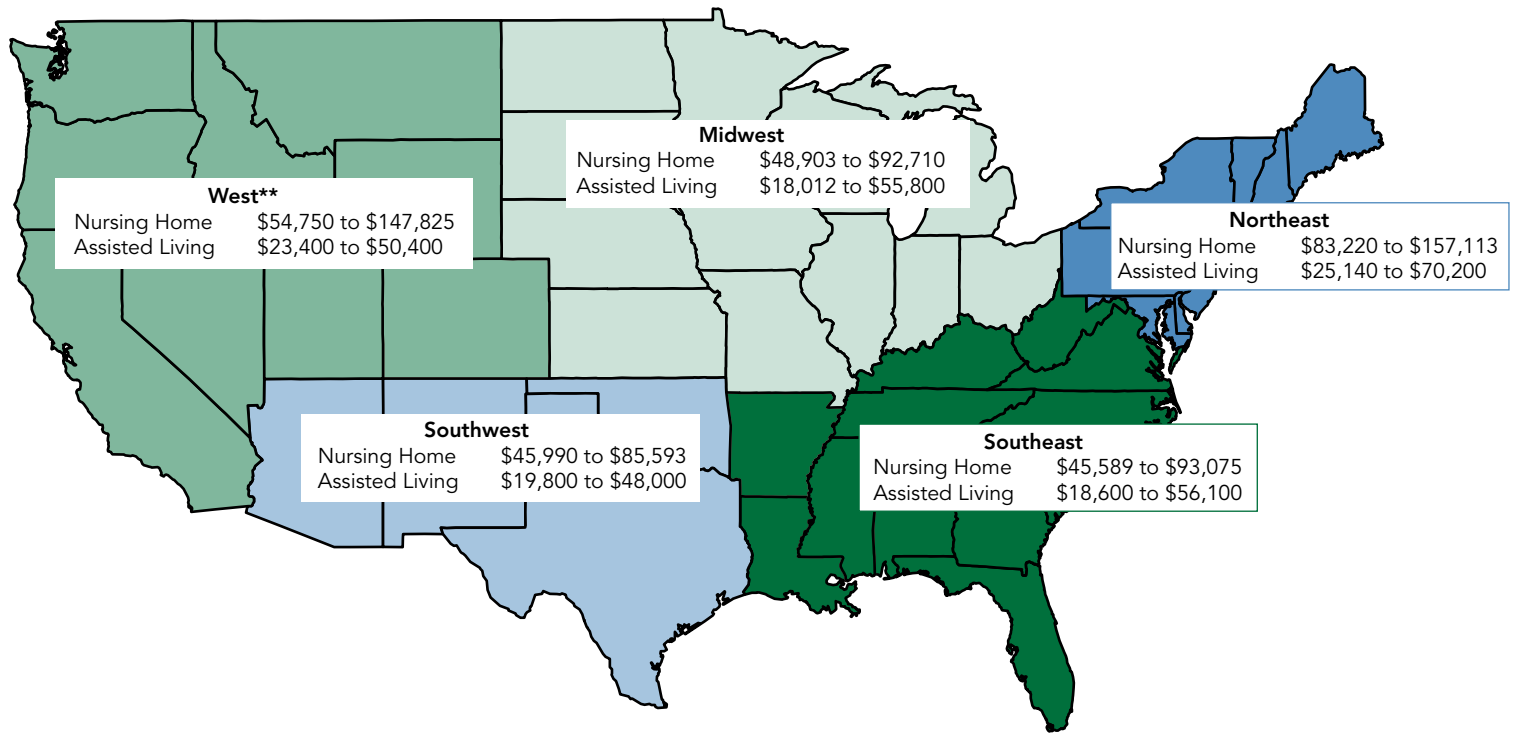 Midwest
Nursing Home $48,903 to $92,710
Assisted Living $18,012 to $55,800
West**
Nursing Home $54,750 to $147,825
Assisted Living $23,400 to $50,400
Northeast
Nursing Home $83,220 to $157,113
Assisted Living $25,140 to $70,200
Southwest
Nursing Home $45,990 to $85,593
Assisted Living $19,800 to $48,000
Southeast
Nursing Home $45,589 to $93,075
Assisted Living $18,600 to $56,100